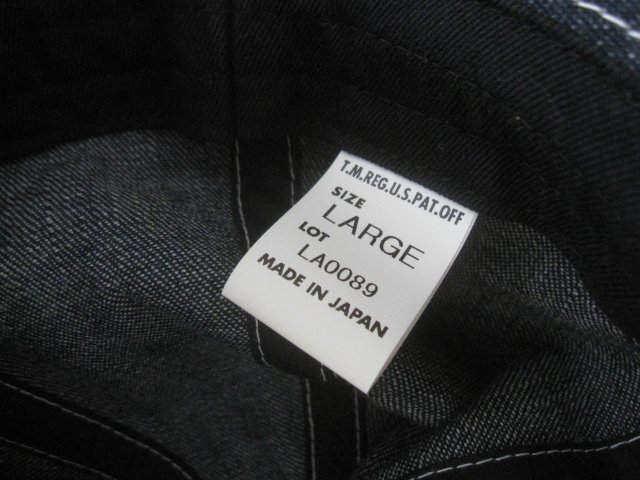 T.M.REG.U.S.PAT.OFF
SIZE
LARGE
LOT
LA0089
MADE IN JAPAN